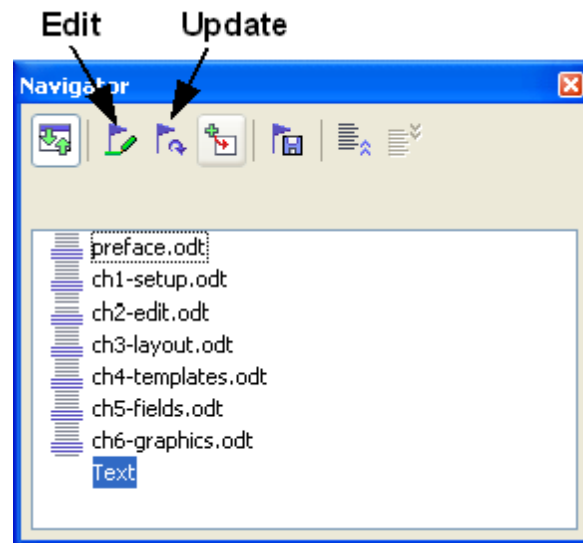 Edit Update
Navigator
preface.odt
ch1-setup.odt
ch2-edit.odt
ch3-layout.odt
ch4-templates.odt
ch5-fields.odt
ch6-graphics.odt
Text